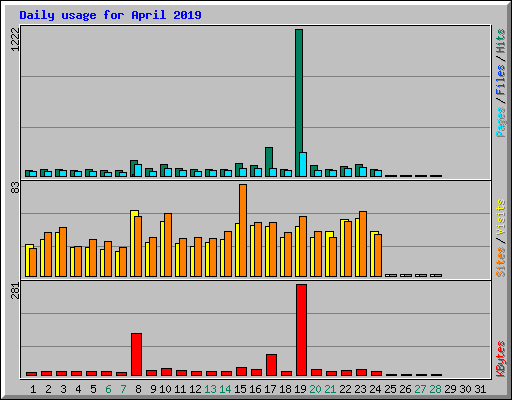 Daily usage for April 2019
1222
Pages / Files / Hits
83
Sites / Visits
281
KBytes
1 2 3 4 5 6 7 8 9 10 11 12 13 14 15 16 17 18 19 20 21 22 23 24 25 26 27 28 29 30 31